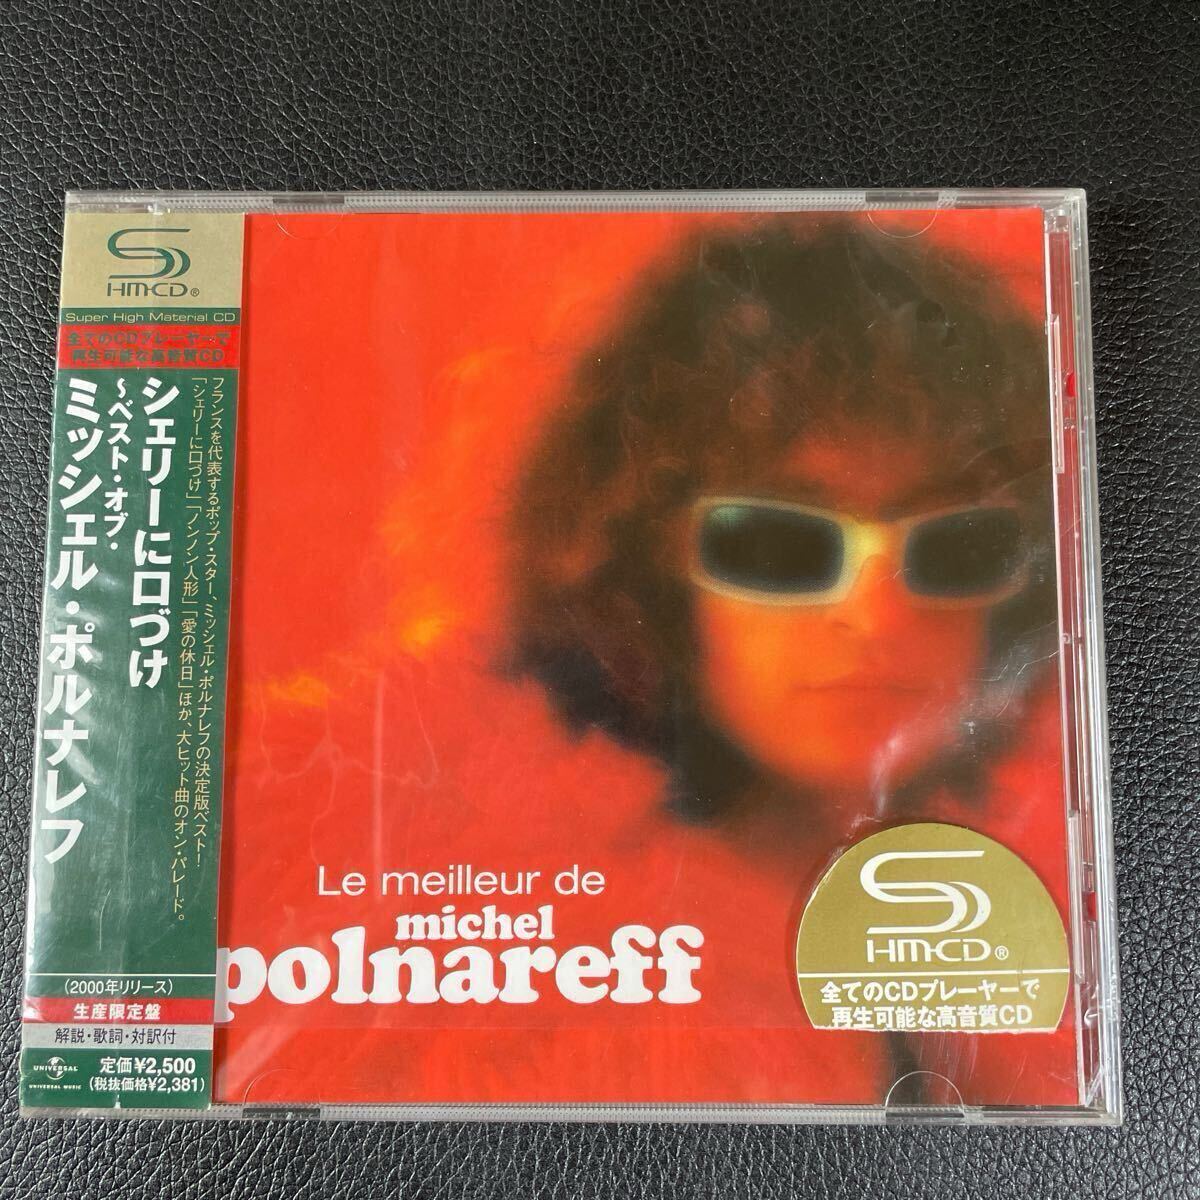 SHM-CD®
Super High Material CD
全てのCDプレーヤーで
再生可能な高音質CD
フランスを代表するポップ・スター、ミッシェル・ポルナレフの決定版ベスト!
「シェリーに口づけ」「ノンノン人形」「愛の休日」ほか、大ヒット曲のオン・パレード。
シェリーに口づけ
〜ベスト・オブ・
ミッシェル・ポルナレフ
(2000年リリース)
生産限定盤
解説・歌詞・対訳付
UNIVERSAL
UNIVERSAL MUSIC
定価¥2,500
(税抜価格¥2,381)
Le meilleur de
michel
polnareff
SHM-CD®
全てのCDプレーヤーで
再生可能な高音質CD